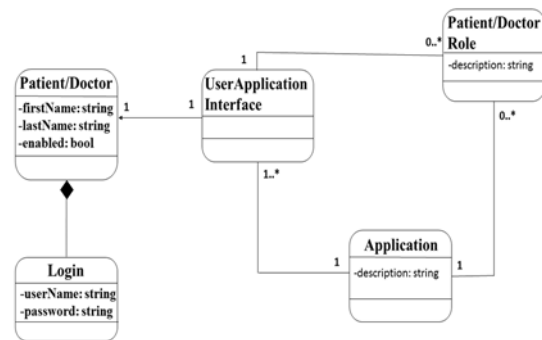 Patient/Doctor
Role
-description: string
0..*
1
UserApplication
Interface
Patient/Doctor
-firstName: string
-lastName: string
-enabled: bool
1
1
0..*
1..*
Application
-description: string
1
1
Login
-userName: string
-password: string